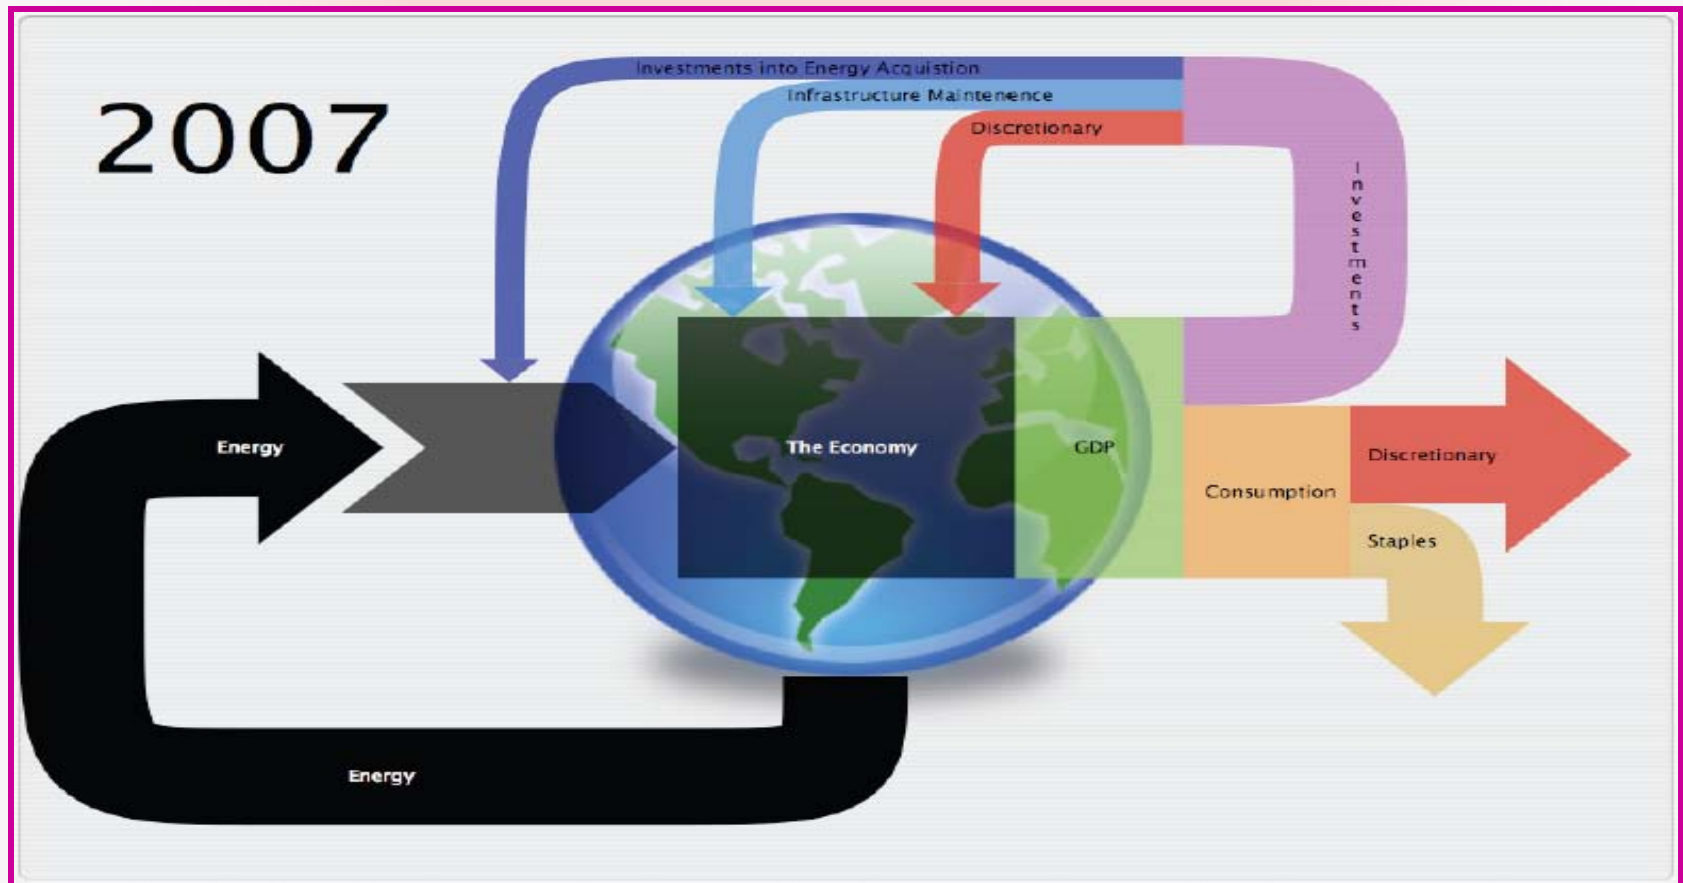 2007
Investments into Energy Acquistion
Infrastructure Maintenence
Discretionary
Investments
Energy
The Economy
GDP
Consumption
Discretionary
Staples
Energy